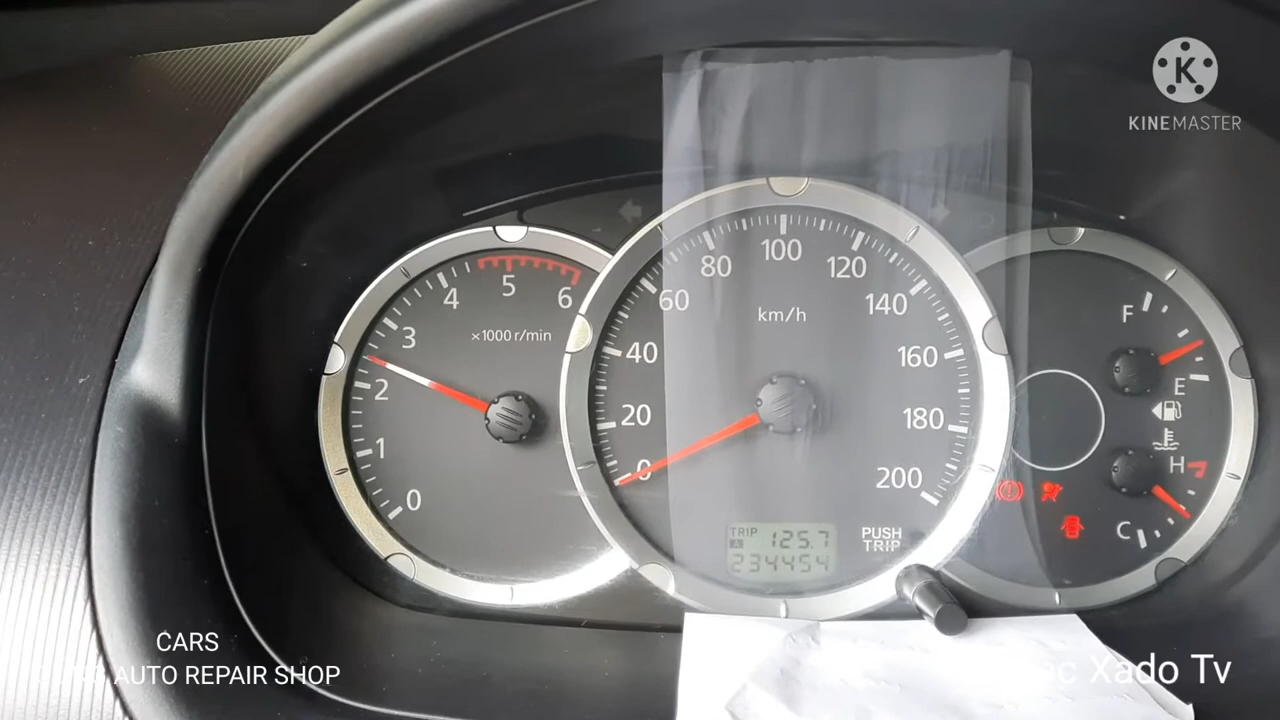 KINEMASTER
4
5
6
3
×1000 r/min
2
1
0
80
100
120
60
140
km/h
40
160
20
180
0
200
TRIP
A
125.7
234454
PUSH
TRIP
F
E
H
C
CARS
AUTO REPAIR SHOP
Xado Tv